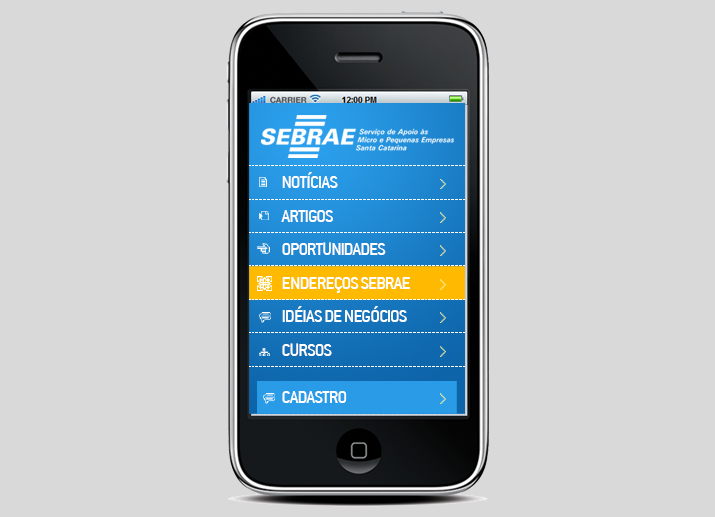 CARRIER 12:00 PM
SEBRAE
Serviço de Apoio às
Micro e Pequenas Empresas
Santa Catarina
NOTÍCIAS
ARTIGOS
OPORTUNIDADES
ENDEREÇOS SEBRAE
IDÉIAS DE NEGÓCIOS
CURSOS
CADASTRO